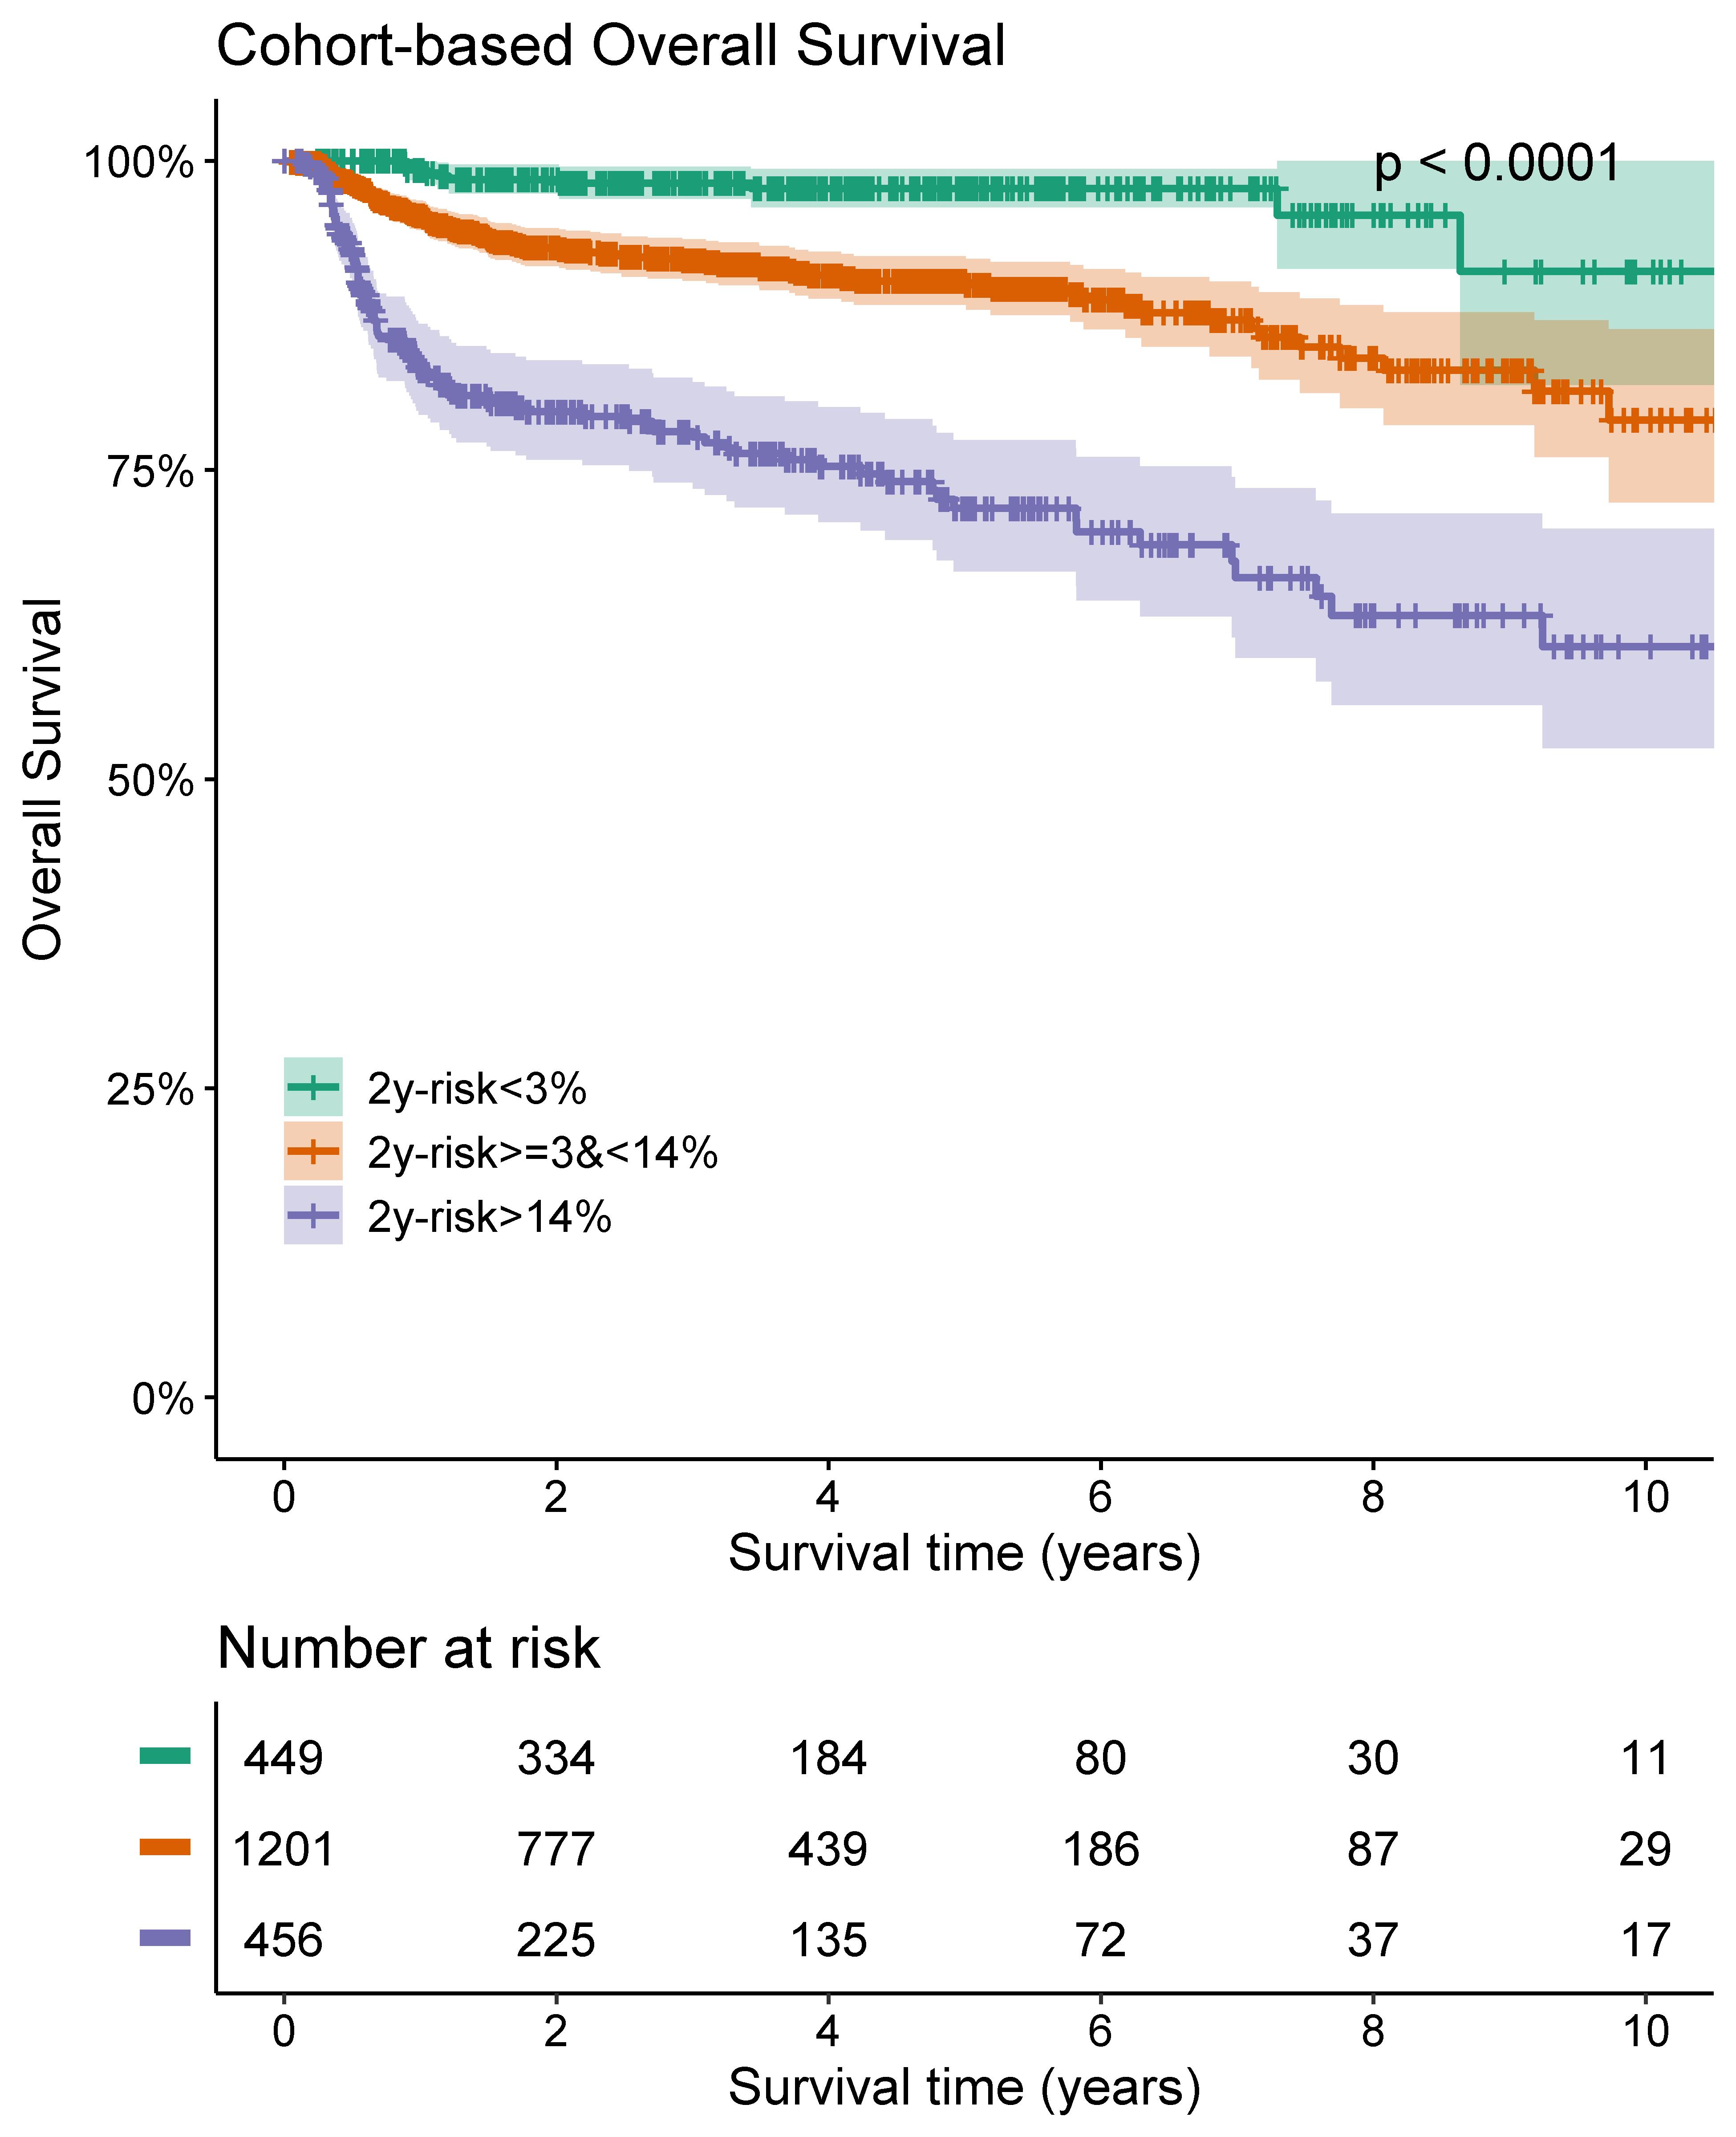 Cohort-based Overall Survival
p < 0.0001
100%
75%
50%
25%
0%
Overall Survival
2y-risk<3%
2y-risk>=3&<14%
2y-risk>14%
0 2 4 6 8 10
Survival time (years)
Number at risk
449 334 184 80 30 11
1201 777 439 186 87 29
456 225 135 72 37 17
0 2 4 6 8 10
Survival time (years)